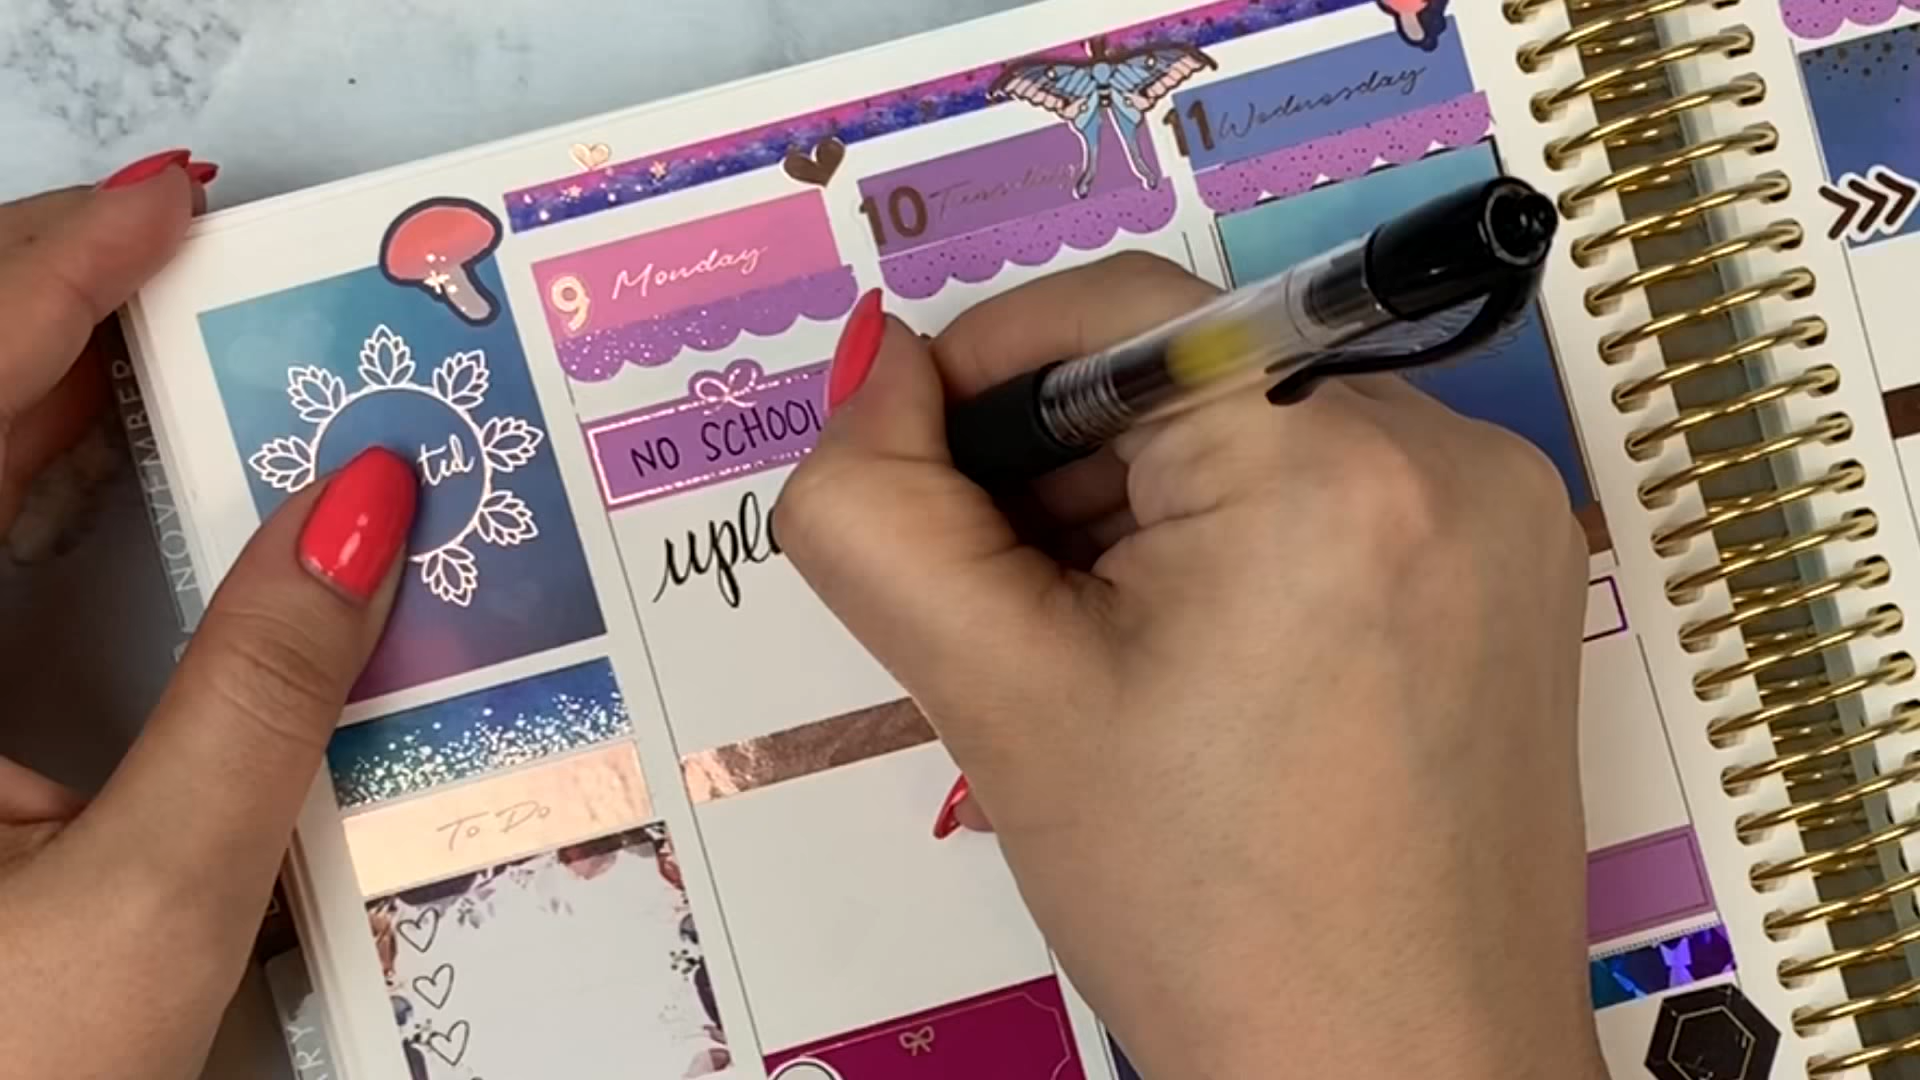 11 Wednesday
10 Tuesday
9 Monday
NO SCHOOL
To Do
NOVEMBER